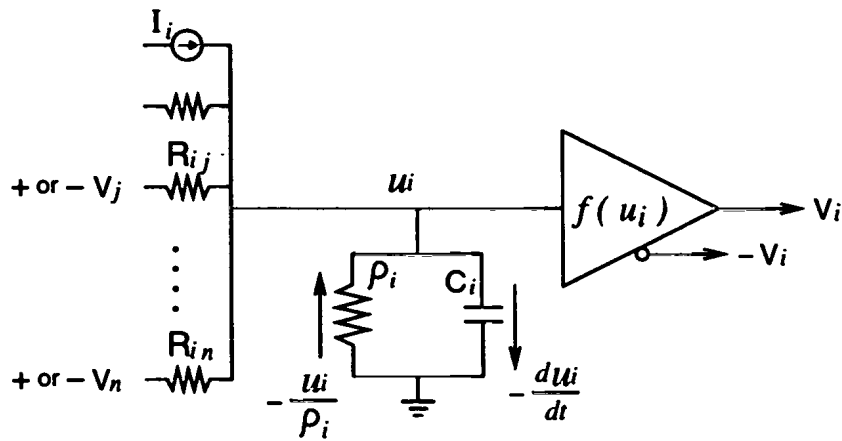 I_i
R_ij
+ or − V_j
u_i
f(u_i)
V_i
−V_i
ρ_i
C_i
R_in
+ or − V_n
−u_i/ρ_i
−du_i/dt